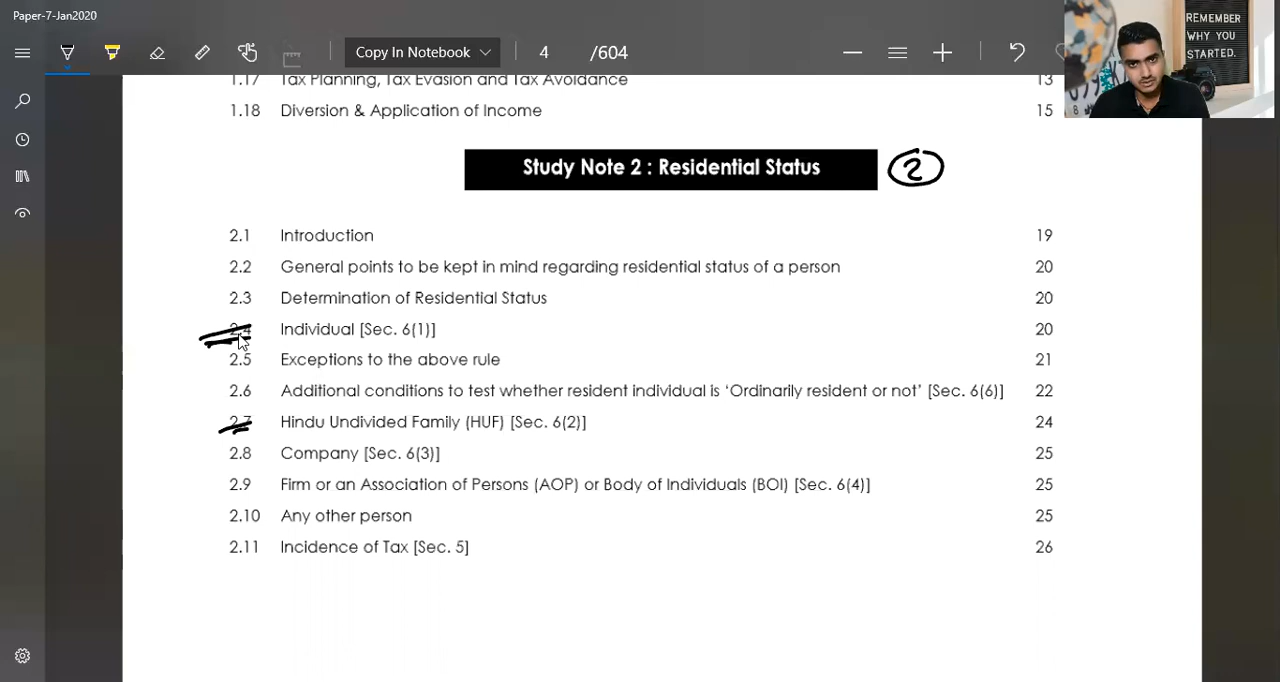 Paper-7-Jan2020
Copy In Notebook
4 /604
REMEMBER
WHY YOU
STARTED.
1.17 Tax Planning, Tax Evasion and Tax Avoidance 13
1.18 Diversion & Application of Income 15
Study Note 2 : Residential Status 2
2.1 Introduction 19
2.2 General points to be kept in mind regarding residential status of a person 20
2.3 Determination of Residential Status 20
2.4 Individual [Sec. 6(1)] 20
2.5 Exceptions to the above rule 21
2.6 Additional conditions to test whether resident individual is ‘Ordinarily resident or not’ [Sec. 6(6)] 22
2.7 Hindu Undivided Family (HUF) [Sec. 6(2)] 24
2.8 Company [Sec. 6(3)] 25
2.9 Firm or an Association of Persons (AOP) or Body of Individuals (BOI) [Sec. 6(4)] 25
2.10 Any other person 25
2.11 Incidence of Tax [Sec. 5] 26